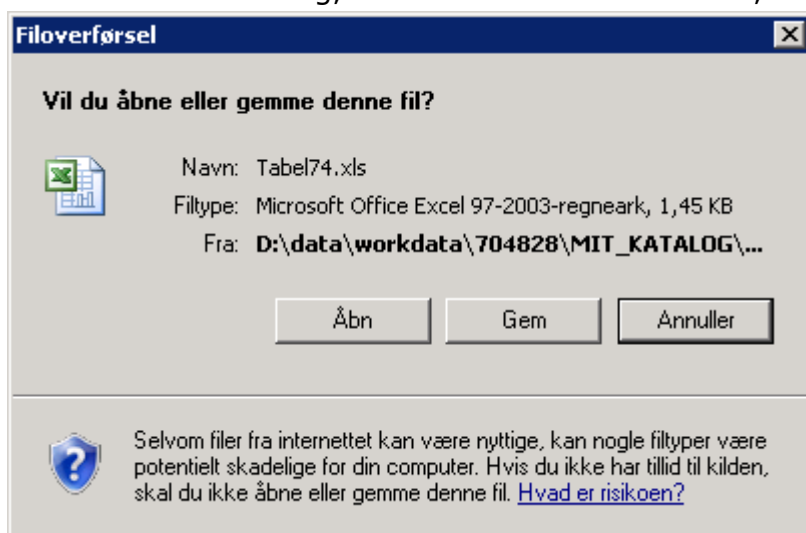 Filoverførsel
Vil du åbne eller gemme denne fil?
Navn: Tabel74.xls
Filtype: Microsoft Office Excel 97-2003-regneark, 1,45 KB
Fra: D:\data\workdata\704828\MIT_KATALOG\...
Åbn Gem Annuller
Selvom filer fra internettet kan være nyttige, kan nogle filtyper være
potentielt skadelige for din computer. Hvis du ikke har tillid til kilden,
skal du ikke åbne eller gemme denne fil. Hvad er risikoen?